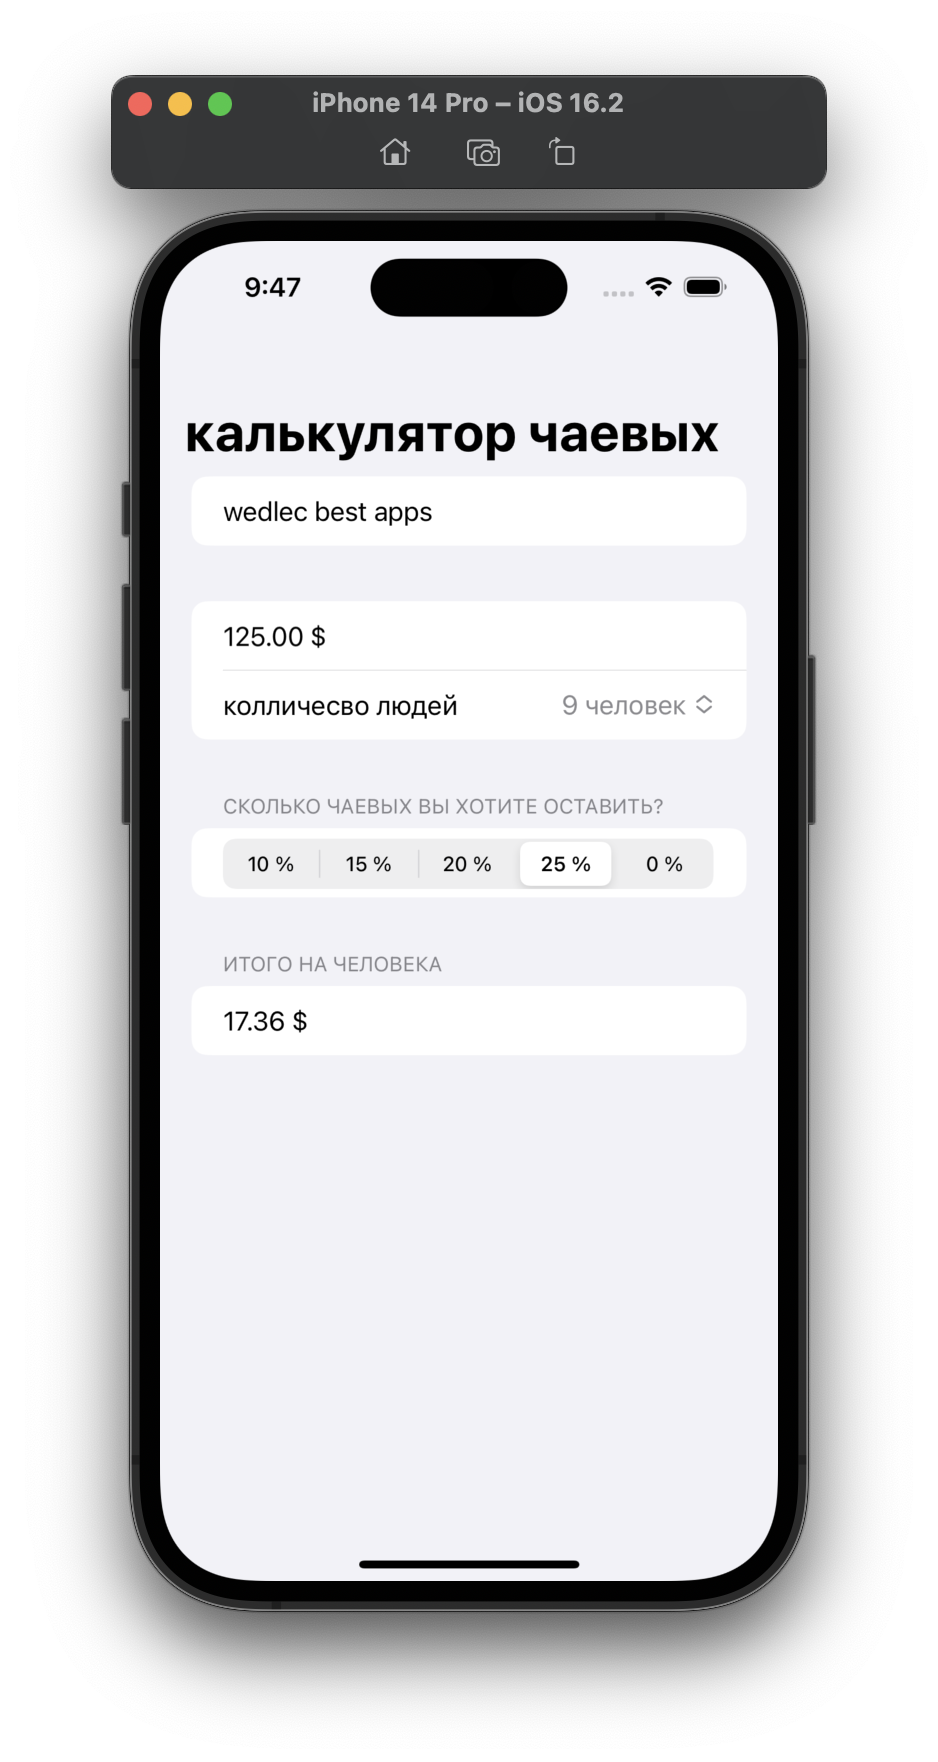 iPhone 14 Pro – iOS 16.2
9:47
калькулятор чаевых
wedlec best apps
125.00 $
колличесво людей 9 человек
СКОЛЬКО ЧАЕВЫХ ВЫ ХОТИТЕ ОСТАВИТЬ?
10 % 15 % 20 % 25 % 0 %
ИТОГО НА ЧЕЛОВЕКА
17.36 $